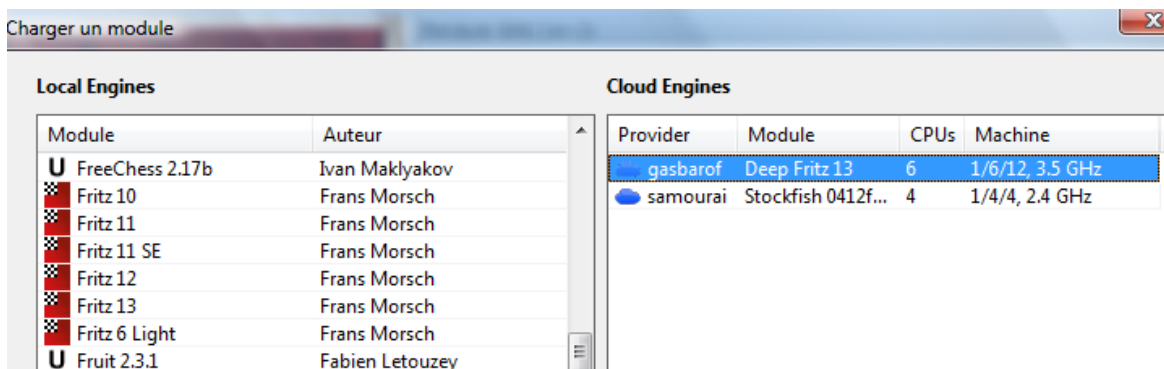 Charger un module
Local Engines
Module Auteur
U FreeChess 2.17b Ivan Maklyakov
Fritz 10 Frans Morsch
Fritz 11 Frans Morsch
Fritz 11 SE Frans Morsch
Fritz 12 Frans Morsch
Fritz 13 Frans Morsch
Fritz 6 Light Frans Morsch
U Fruit 2.3.1 Fabien Letouzey
Cloud Engines
Provider Module CPUs Machine
gasbarof Deep Fritz 13 6 1/6/12, 3.5 GHz
samourai Stockfish 0412f... 4 1/4/4, 2.4 GHz